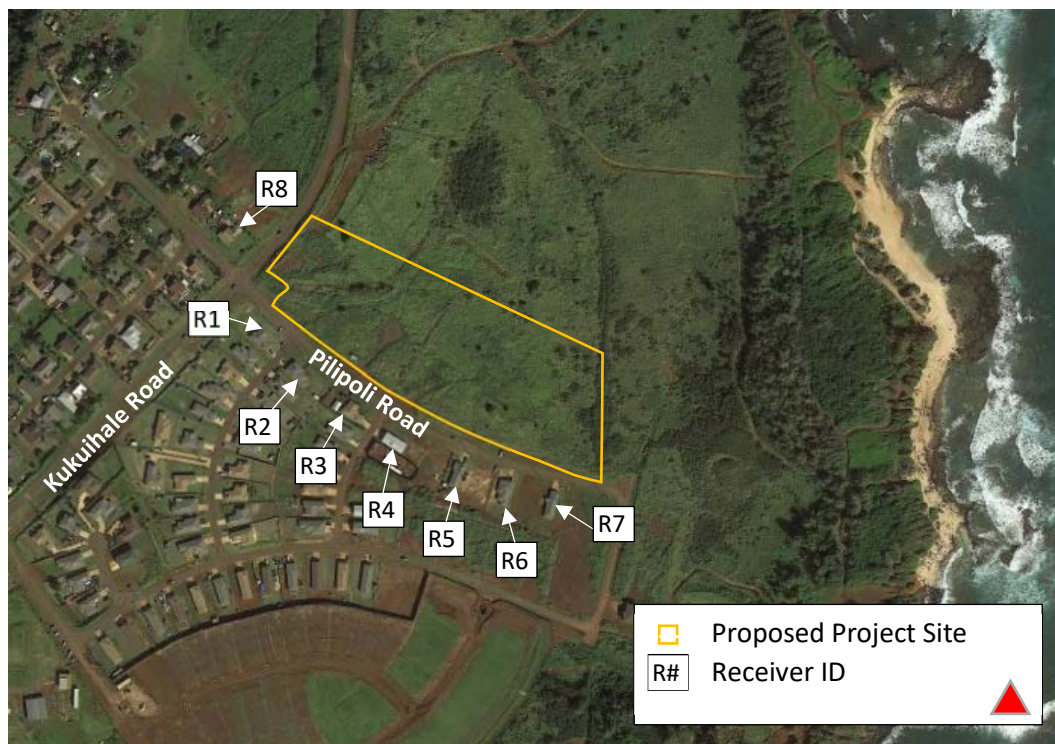 R8
R1
Pilipoli Road
Kukuihale Road
R2
R3
R4
R5
R6
R7
Proposed Project Site
R#
Receiver ID